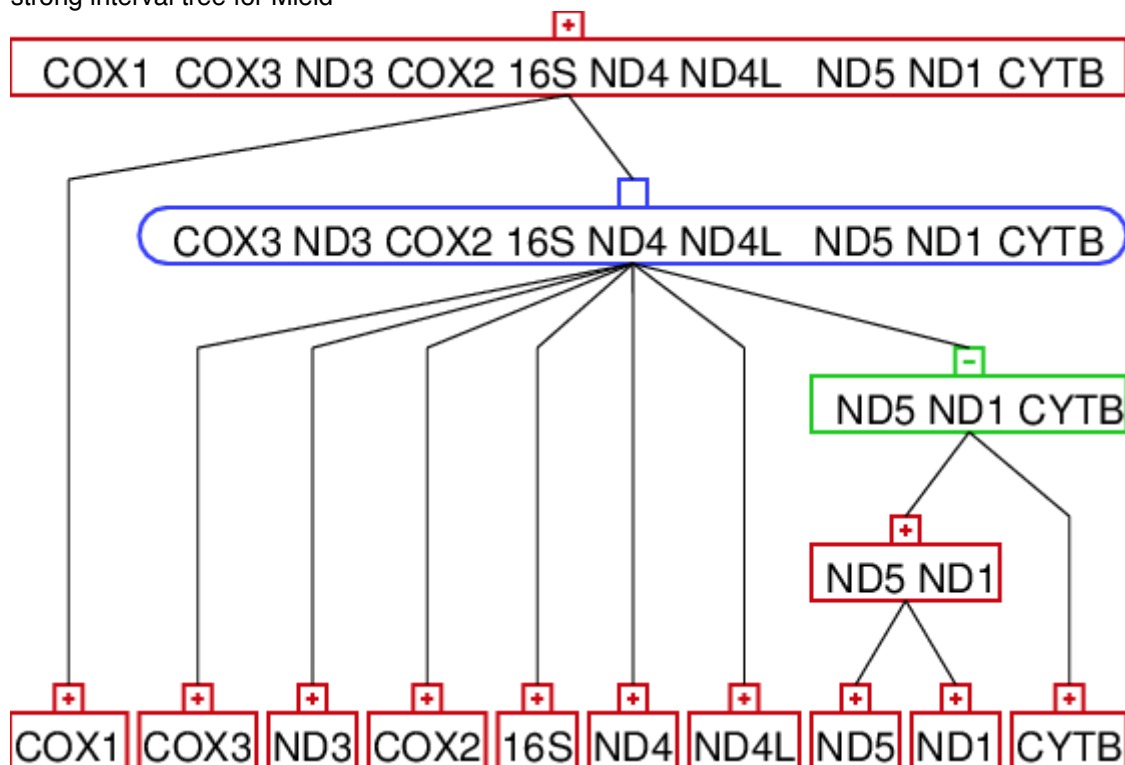 strong interval tree for Mield
+
COX1 COX3 ND3 COX2 16S ND4 ND4L ND5 ND1 CYTB
COX3 ND3 COX2 16S ND4 ND4L ND5 ND1 CYTB
-
ND5 ND1 CYTB
+
ND5 ND1
+ + + + + + + + + +
COX1 COX3 ND3 COX2 16S ND4 ND4L ND5 ND1 CYTB